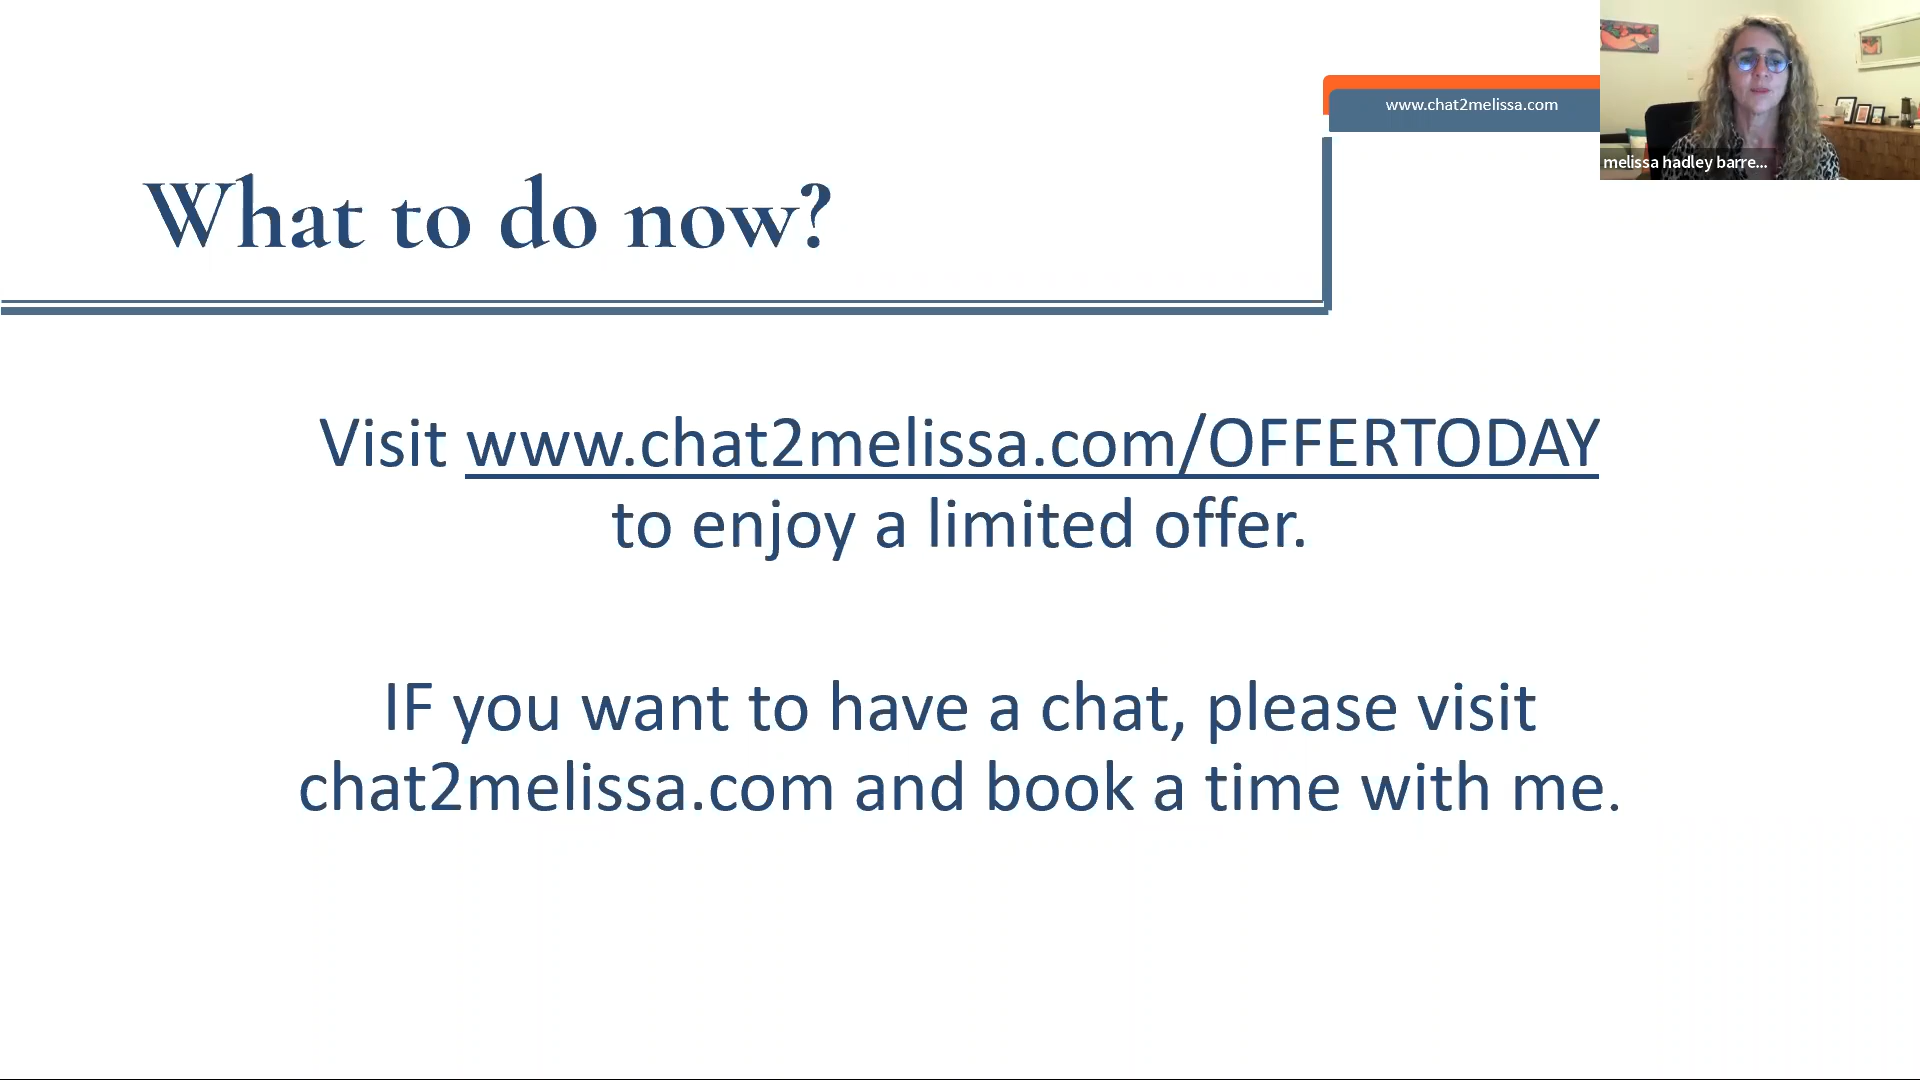 www.chat2melissa.com
melissa hadley barre...
What to do now?
Visit www.chat2melissa.com/OFFERTODAY
to enjoy a limited offer.
IF you want to have a chat, please visit
chat2melissa.com and book a time with me.